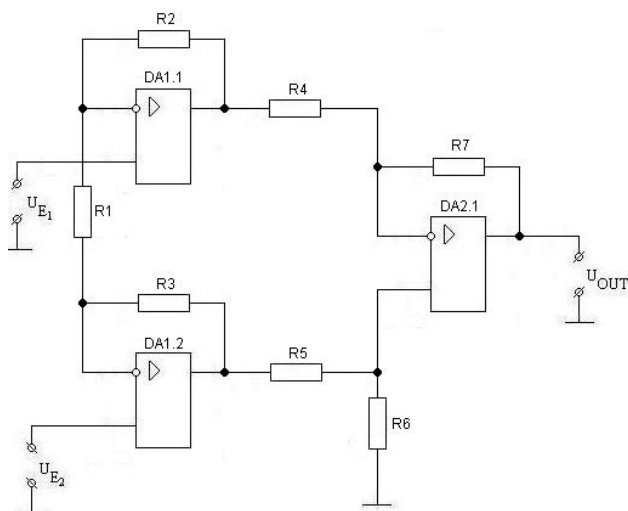 R2
DA1.1
R4
R7
U_E1
R1
DA2.1
U_OUT
R3
DA1.2
R5
R6
U_E2